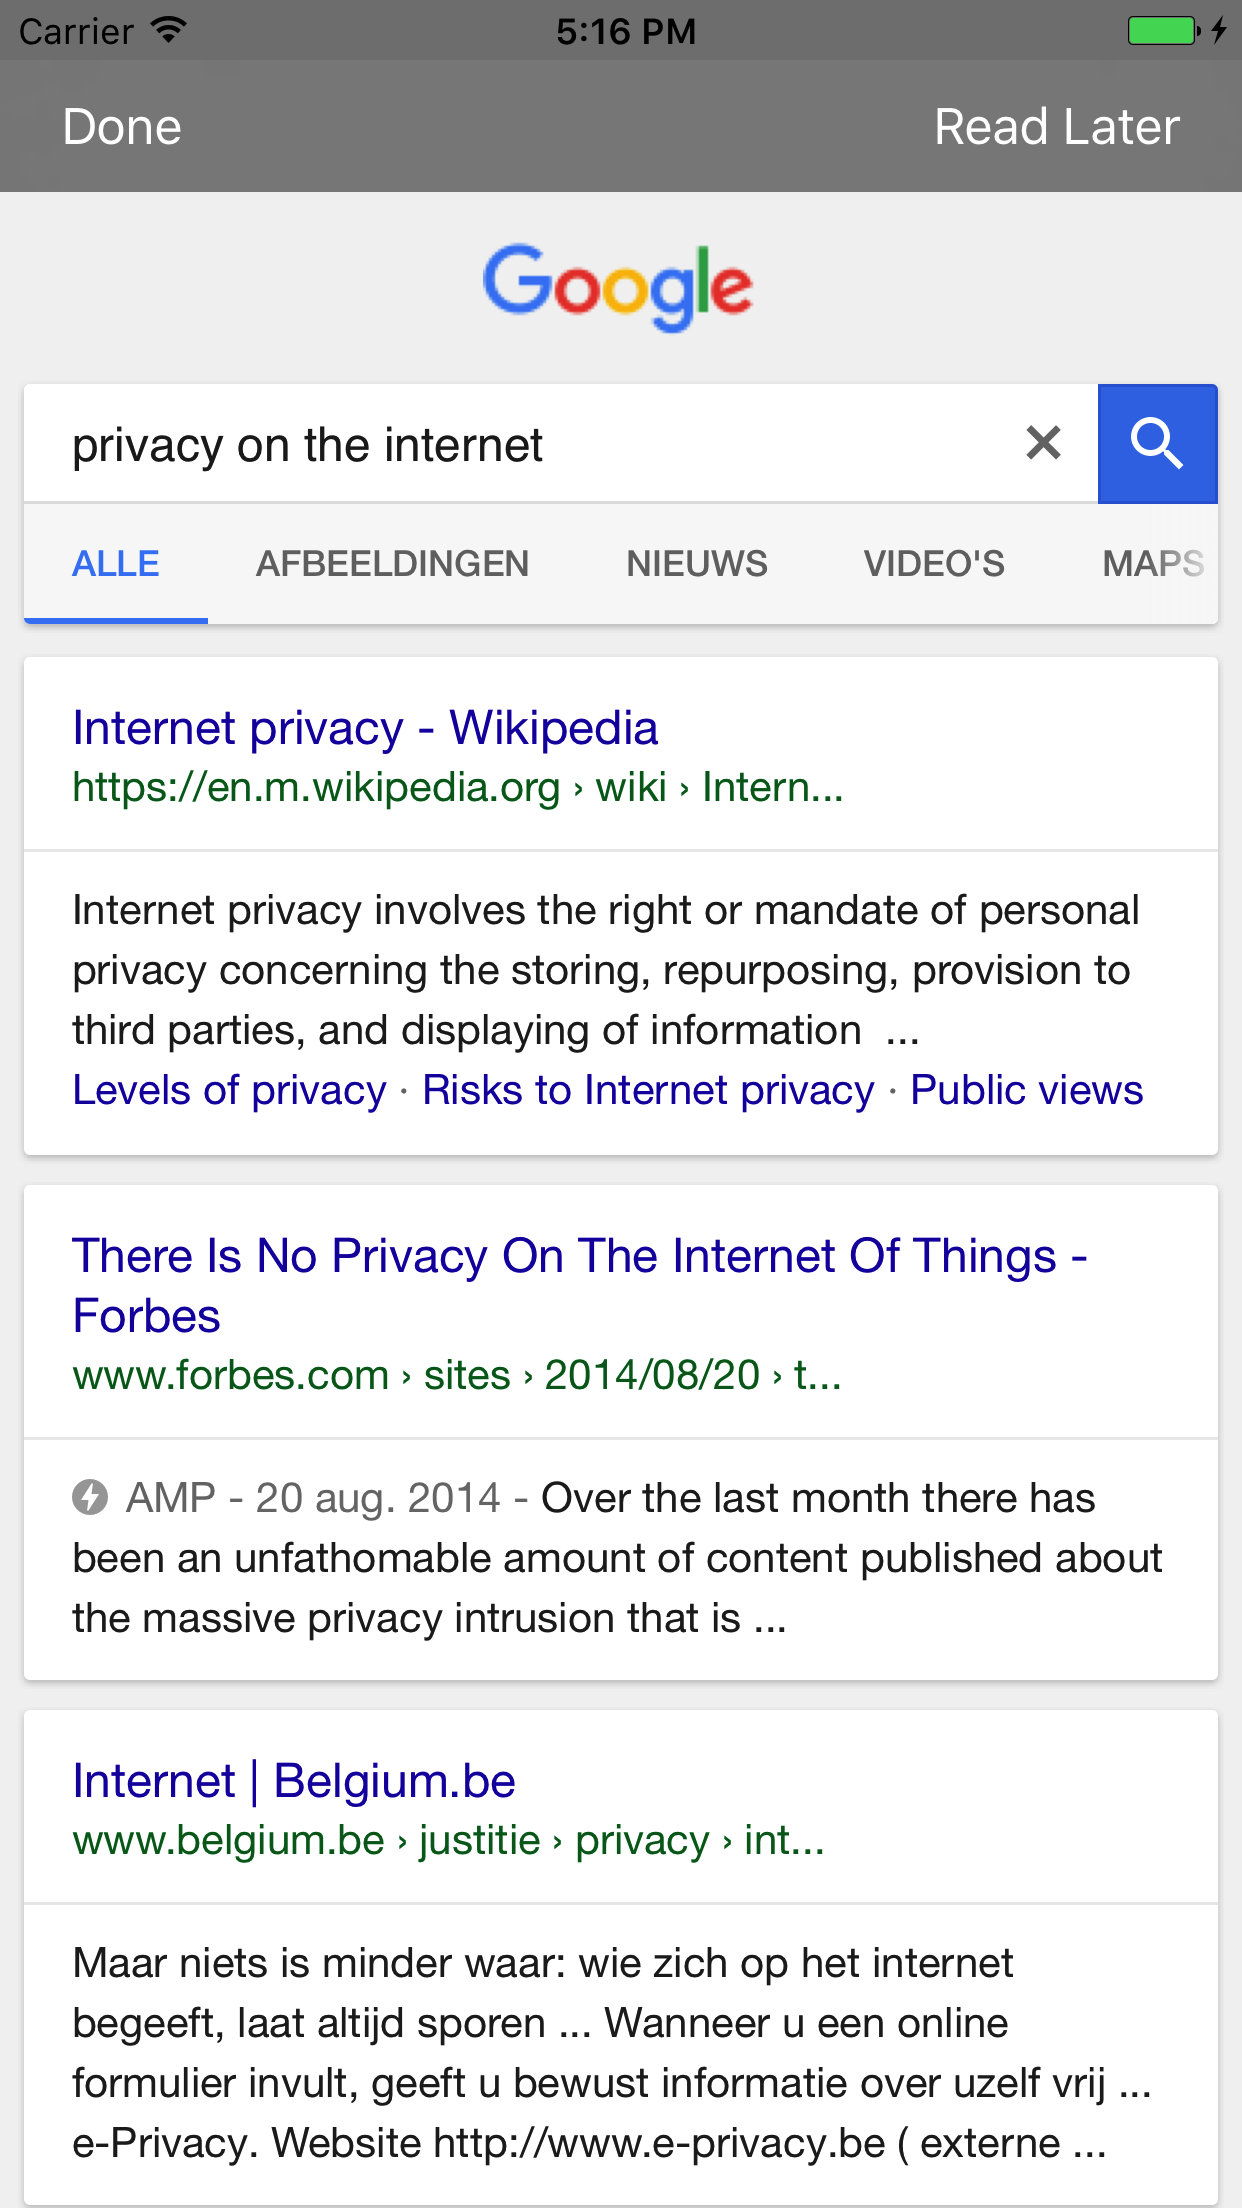 Carrier 5:16 PM
Done Read Later
Google
privacy on the internet
ALLE AFBEELDINGEN NIEUWS VIDEO'S MAPS
Internet privacy - Wikipedia
https://en.m.wikipedia.org › wiki › Intern...
Internet privacy involves the right or mandate of personal
privacy concerning the storing, repurposing, provision to
third parties, and displaying of information ...
Levels of privacy · Risks to Internet privacy · Public views
There Is No Privacy On The Internet Of Things -
Forbes
www.forbes.com › sites › 2014/08/20 › t...
AMP - 20 aug. 2014 - Over the last month there has
been an unfathomable amount of content published about
the massive privacy intrusion that is ...
Internet | Belgium.be
www.belgium.be › justitie › privacy › int...
Maar niets is minder waar: wie zich op het internet
begeeft, laat altijd sporen ... Wanneer u een online
formulier invult, geeft u bewust informatie over uzelf vrij ...
e-Privacy. Website http://www.e-privacy.be ( externe ...